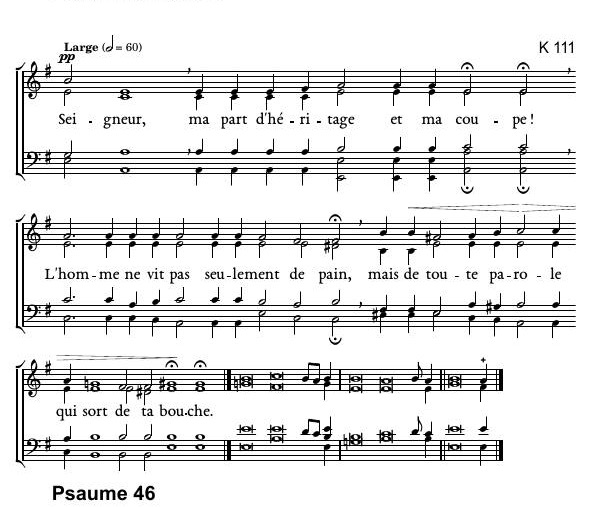 Large (𝅗𝅥 = 60)
K 111
pp
Sei - gneur, ma part d'hé - ri - tage et ma cou - pe !
L'hom - me ne vit pas seu - lement de pain, mais de tou - te pa - ro - le
qui sort de ta bou.che.
Psaume 46